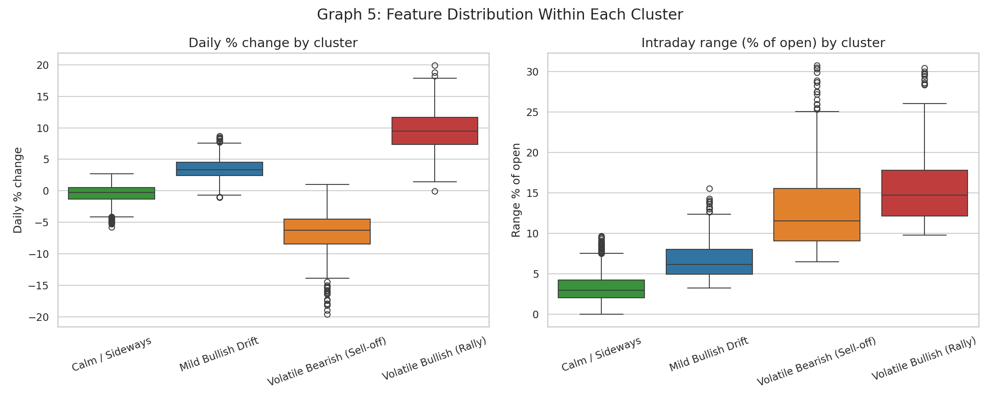 Graph 5: Feature Distribution Within Each Cluster
Daily % change by cluster
Daily % change
20
15
10
5
0
−5
−10
−15
−20
Calm / Sideways
Mild Bullish Drift
Volatile Bearish (Sell-off)
Volatile Bullish (Rally)
Intraday range (% of open) by cluster
Range % of open
30
25
20
15
10
5
0
Calm / Sideways
Mild Bullish Drift
Volatile Bearish (Sell-off)
Volatile Bullish (Rally)